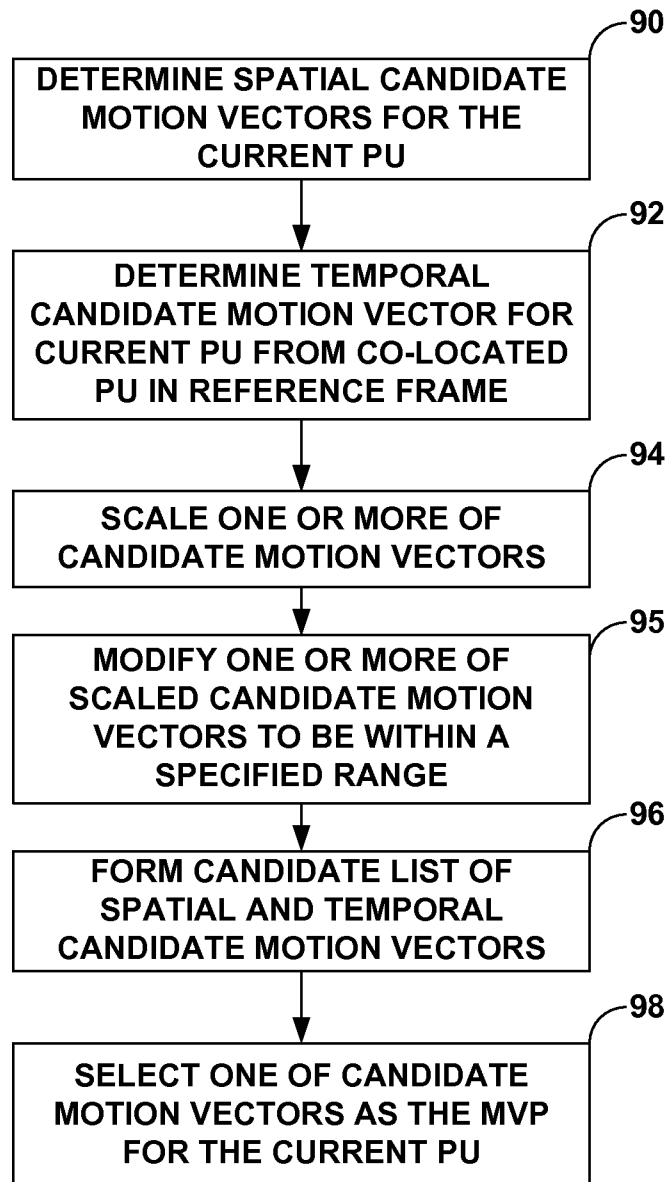 90
DETERMINE SPATIAL CANDIDATE
MOTION VECTORS FOR THE
CURRENT PU
92
DETERMINE TEMPORAL
CANDIDATE MOTION VECTOR FOR
CURRENT PU FROM CO-LOCATED
PU IN REFERENCE FRAME
94
SCALE ONE OR MORE OF
CANDIDATE MOTION VECTORS
95
MODIFY ONE OR MORE OF
SCALED CANDIDATE MOTION
VECTORS TO BE WITHIN A
SPECIFIED RANGE
96
FORM CANDIDATE LIST OF
SPATIAL AND TEMPORAL
CANDIDATE MOTION VECTORS
98
SELECT ONE OF CANDIDATE
MOTION VECTORS AS THE MVP
FOR THE CURRENT PU